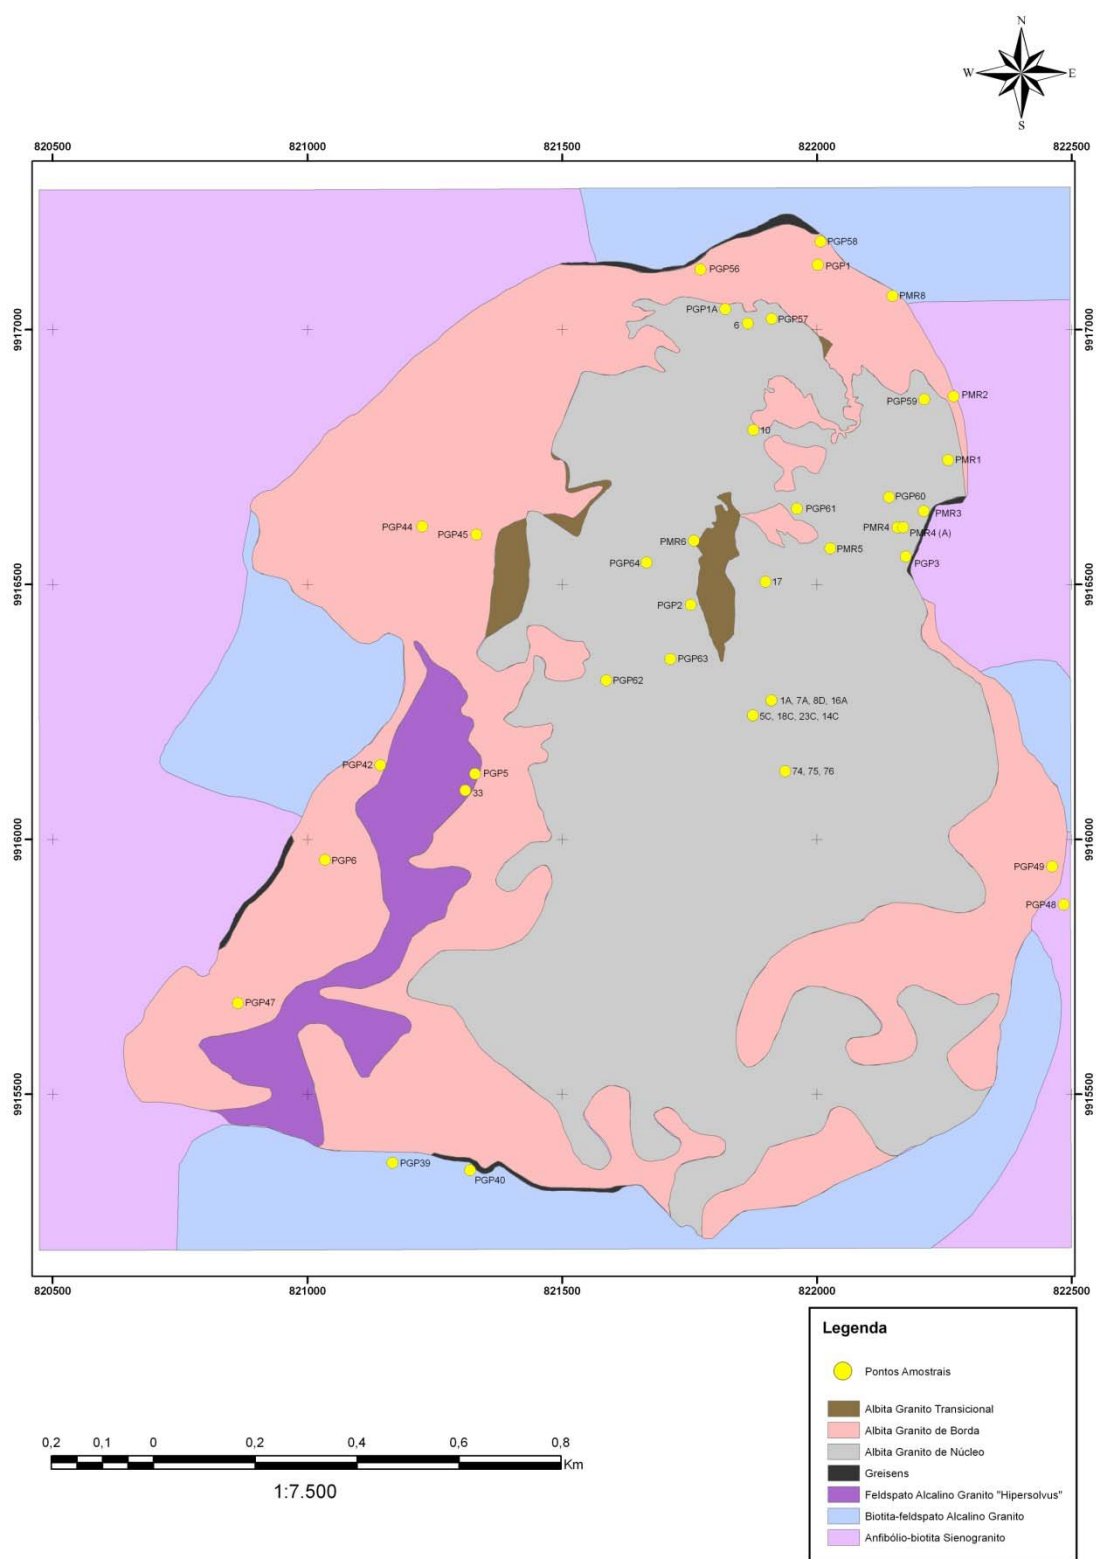 N
W E
S
820500 821000 821500 822000 822500
PGP58
PGP56 PGP1
PMR8
PGP1A PGP57
9917000 9917000
6
PGP59 PMR2
10
PMR1
PGP60
PGP61 PMR3
PGP44 PMR4 PMR4 (A)
PGP45 PMR6 PMR5
PGP64 PGP3
9916500 9916500
17
PGP2
PGP63
PGP62
1A, 7A, 8D, 16A
5C, 18C, 23C, 14C
PGP42 PGP5 74, 75, 76
33
9916000 9916000
PGP6 PGP49
PGP48
PGP47
9915500 9915500
PGP39
PGP40
820500 821000 821500 822000 822500
Legenda
Pontos Amostrais
Albita Granito Transicional
Albita Granito de Borda
Albita Granito de Núcleo
Greisens
Feldspato Alcalino Granito "Hipersolvus"
Biotita-feldspato Alcalino Granito
Anfibólio-biotita Sienogranito
0,2 0,1 0 0,2 0,4 0,6 0,8
Km
1:7.500